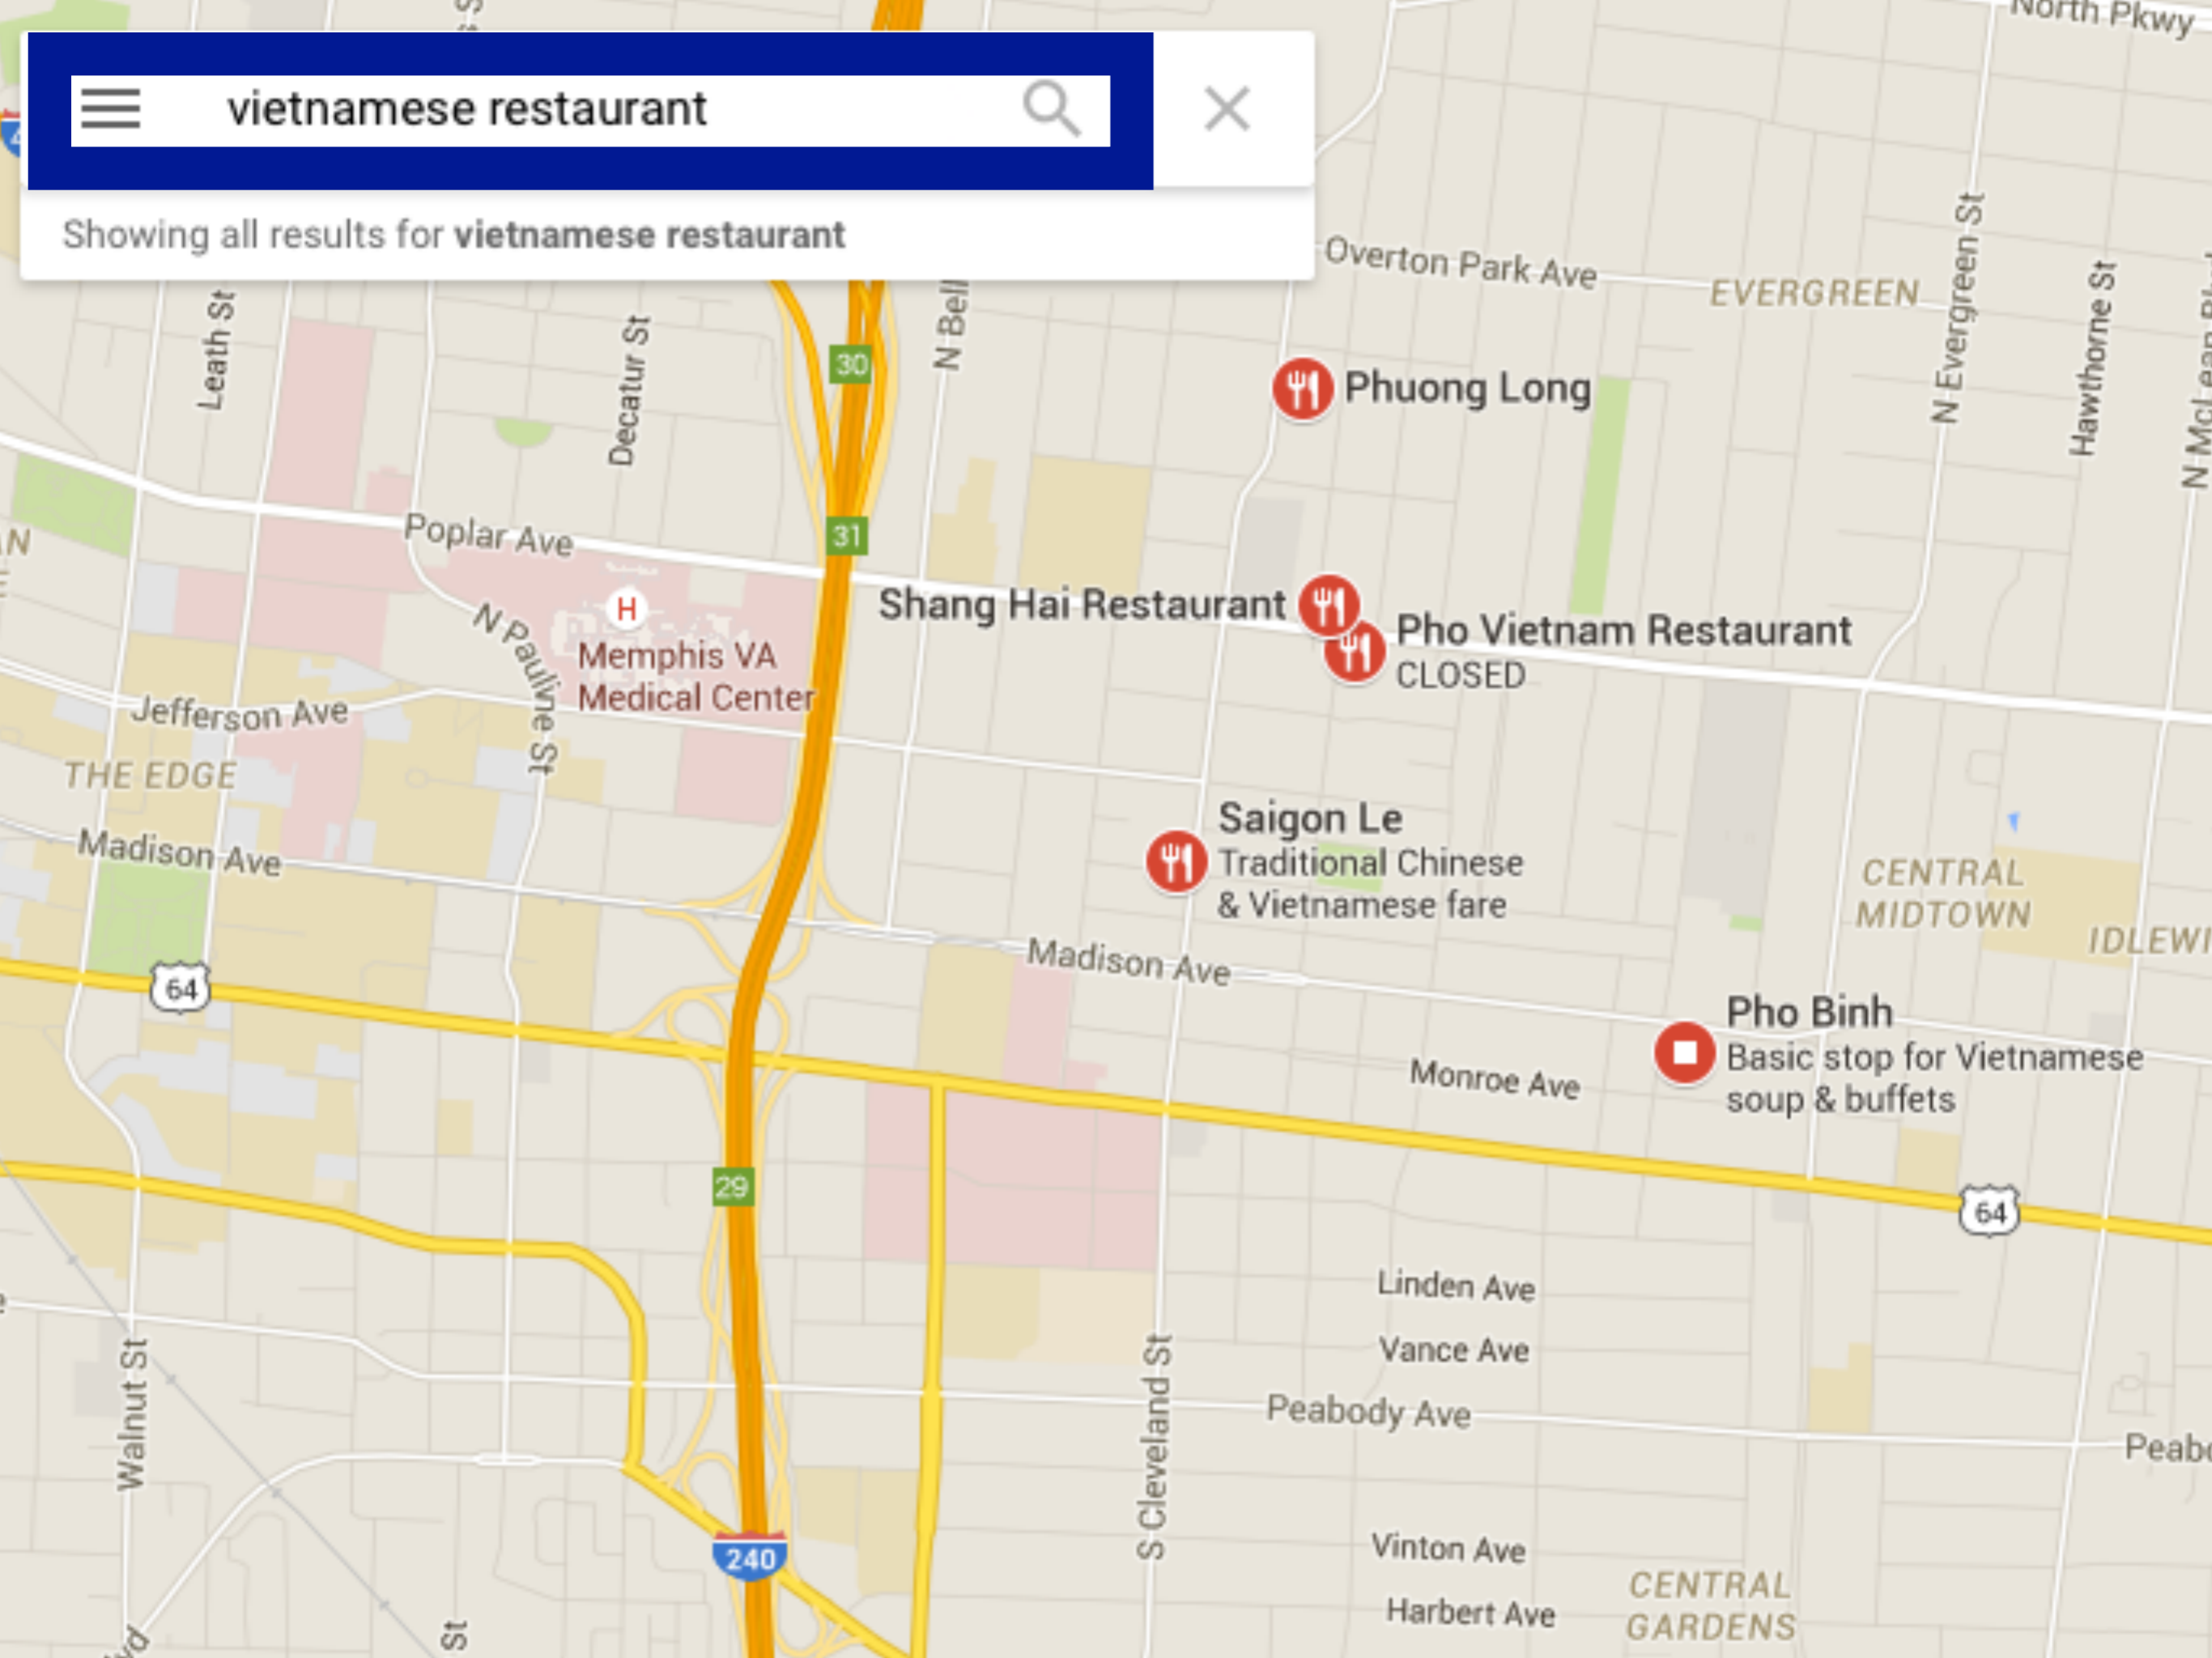 North Pkwy
vietnamese restaurant
Showing all results for vietnamese restaurant
Overton Park Ave
EVERGREEN
N Evergreen St
Hawthorne St
Leath St
Decatur St
N Bell
30
Phuong Long
31
Poplar Ave
H
Memphis VA
Medical Center
N Pauline St
Shang Hai Restaurant
Pho Vietnam Restaurant
CLOSED
Jefferson Ave
THE EDGE
Madison Ave
Saigon Le
Traditional Chinese
& Vietnamese fare
CENTRAL
MIDTOWN
IDLEWI
Madison Ave
64
Pho Binh
Basic stop for Vietnamese
soup & buffets
Monroe Ave
29
64
Linden Ave
Vance Ave
Peabody Ave
Peabo
Walnut St
S Cleveland St
240
Vinton Ave
Harbert Ave
CENTRAL
GARDENS
St